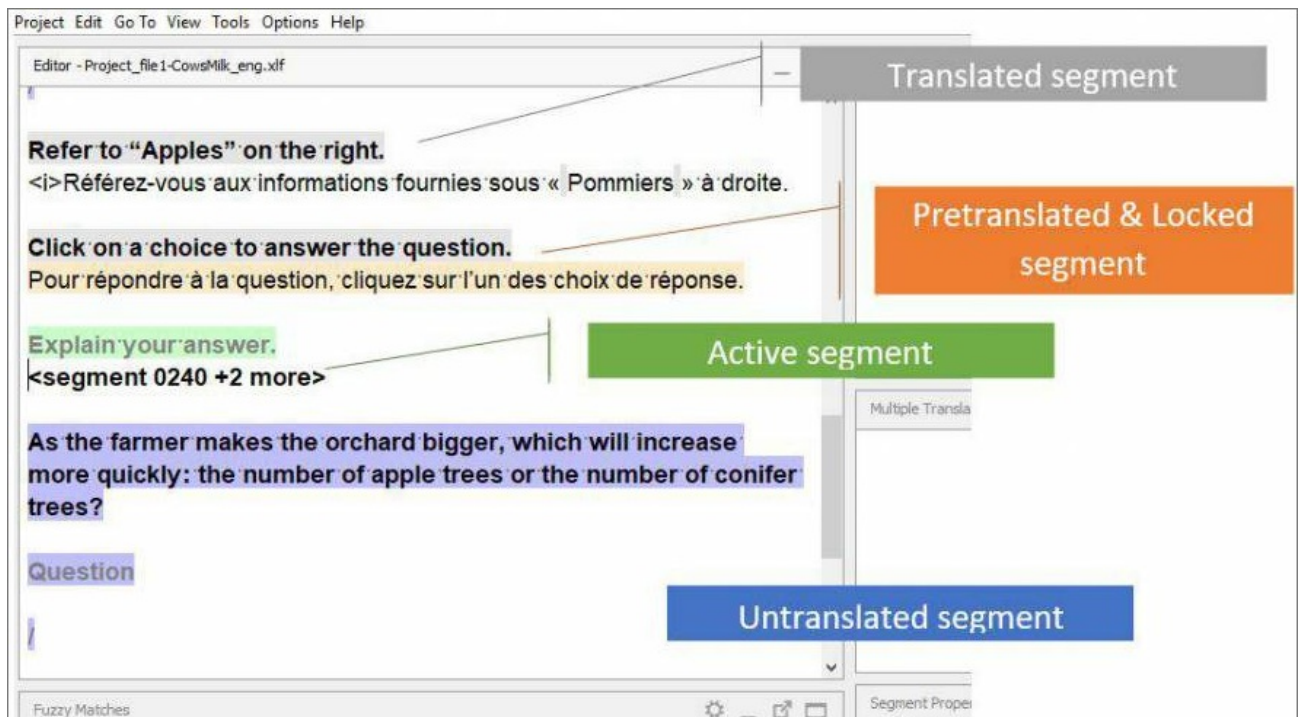 Project Edit Go To View Tools Options Help
Editor - Project_file1-CowsMilk_eng.xlf
Translated segment
/
Refer to “Apples” on the right.
<i>Référez-vous aux informations fournies sous « Pommiers » à droite.
Pretranslated & Locked
segment
Click on a choice to answer the question.
Pour répondre à la question, cliquez sur l’un des choix de réponse.
Explain your answer.
Active segment
<segment 0240 +2 more>
Multiple Transla
As the farmer makes the orchard bigger, which will increase
more quickly: the number of apple trees or the number of conifer
trees?
Question
Untranslated segment
/
Fuzzy Matches
Segment Proper